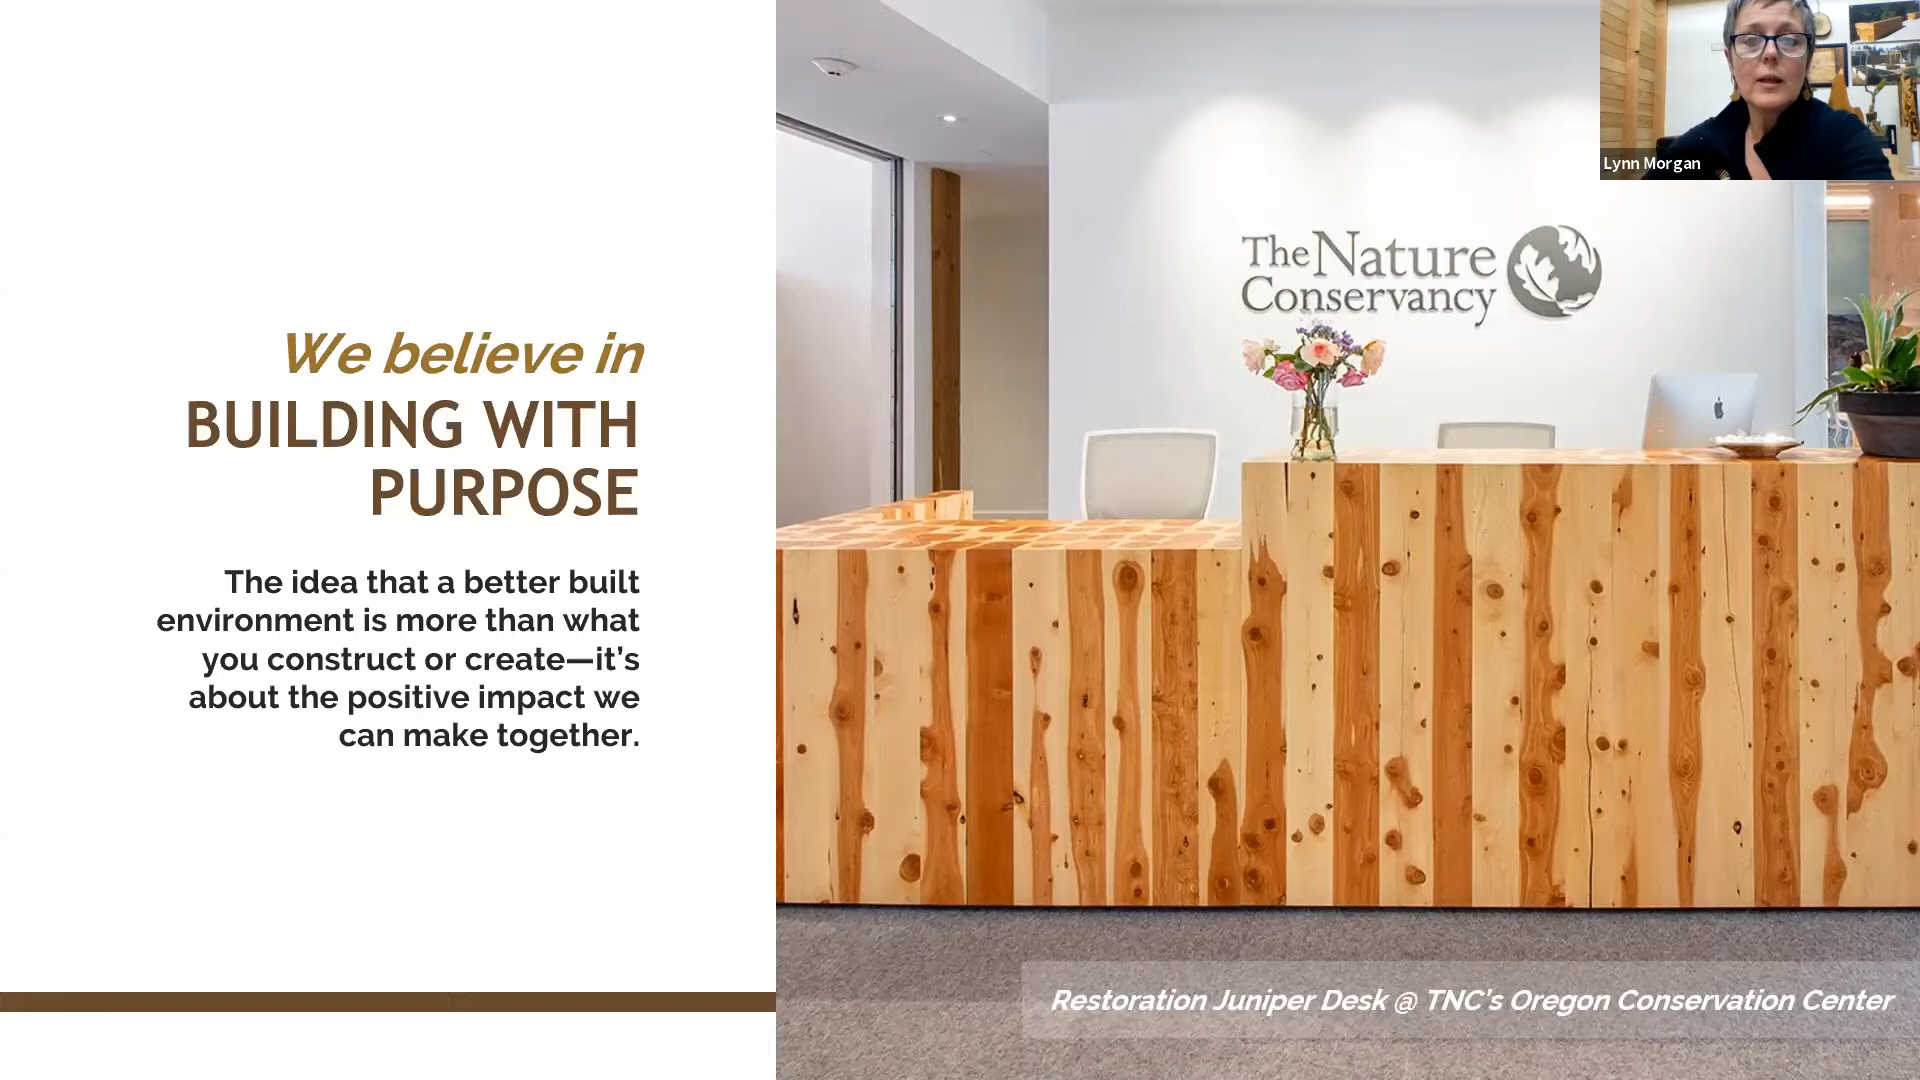 We believe in
BUILDING WITH
PURPOSE
The idea that a better built
environment is more than what
you construct or create—it’s
about the positive impact we
can make together.
The Nature
Conservancy
Lynn Morgan
Restoration Juniper Desk @ TNC's Oregon Conservation Center